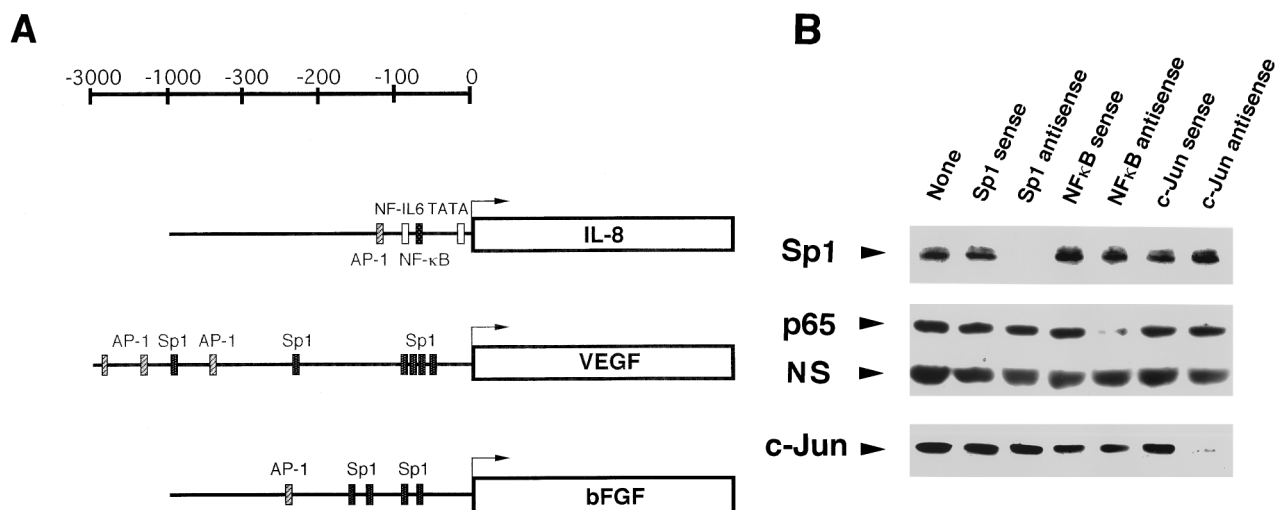 A
-3000 -1000 -300 -200 -100 0
NF-IL6 TATA
IL-8
AP-1 NF-κB
AP-1 Sp1 AP-1 Sp1 Sp1
VEGF
AP-1 Sp1 Sp1
bFGF
B
None
Sp1 sense
Sp1 antisense
NFκB sense
NFκB antisense
c-Jun sense
c-Jun antisense
Sp1
p65
NS
c-Jun